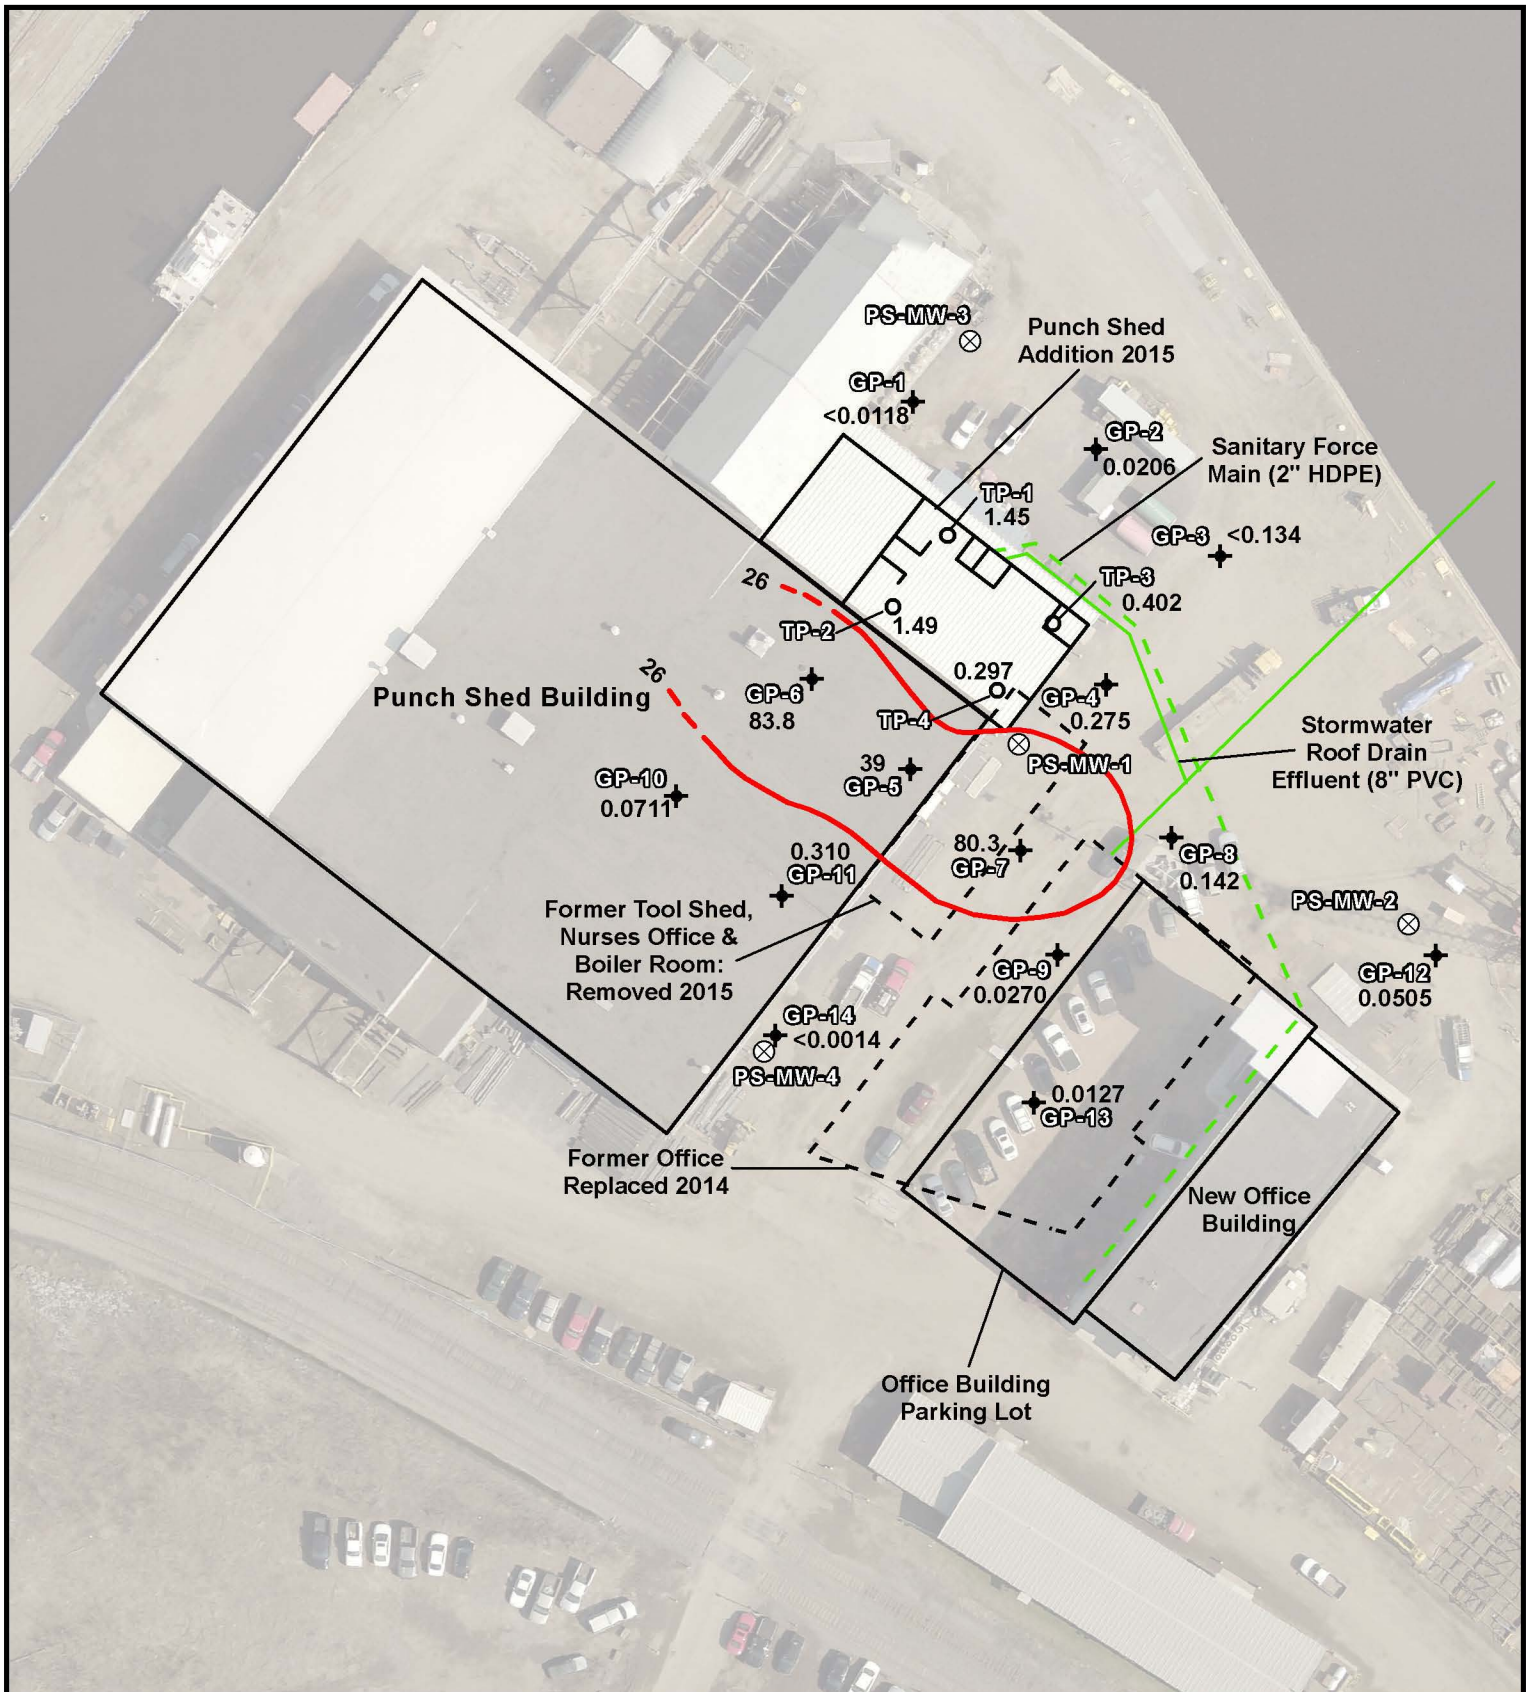 PS-MW-3
Punch Shed
Addition 2015
GP-1
<0.0118
GP-2
0.0206
Sanitary Force
Main (2" HDPE)
TP-1
1.45
GP-3
<0.134
26
TP-3
0.402
TP-2
1.49
26
Punch Shed Building
GP-6
83.8
0.297
TP-4
GP-4
0.275
Stormwater
Roof Drain
Effluent (8" PVC)
PS-MW-1
39
GP-5
GP-10
0.0711
0.310
GP-11
80.3
GP-7
GP-8
0.142
PS-MW-2
Former Tool Shed,
Nurses Office &
Boiler Room:
Removed 2015
GP-9
0.0270
GP-12
0.0505
GP-14
<0.0014
PS-MW-4
0.0127
GP-13
Former Office
Replaced 2014
New Office
Building
Office Building
Parking Lot